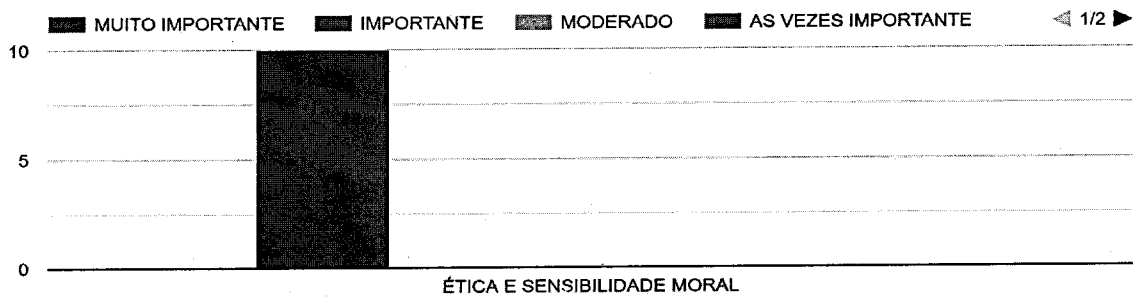 MUITO IMPORTANTE IMPORTANTE MODERADO AS VEZES IMPORTANTE 1/2
10
5
0
ÉTICA E SENSIBILIDADE MORAL